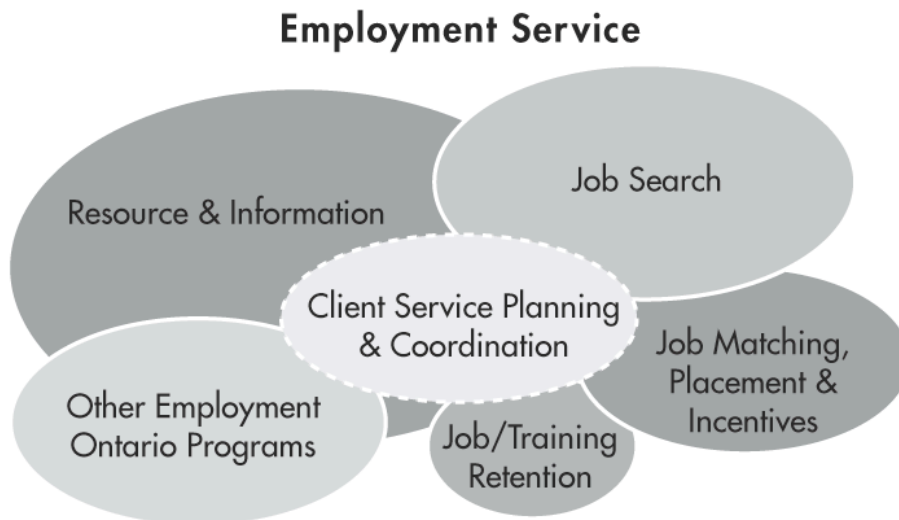 Employment Service
Job Search
Resource & Information
Client Service Planning
& Coordination
Job Matching,
Placement &
Incentives
Other Employment
Ontario Programs
Job/Training
Retention